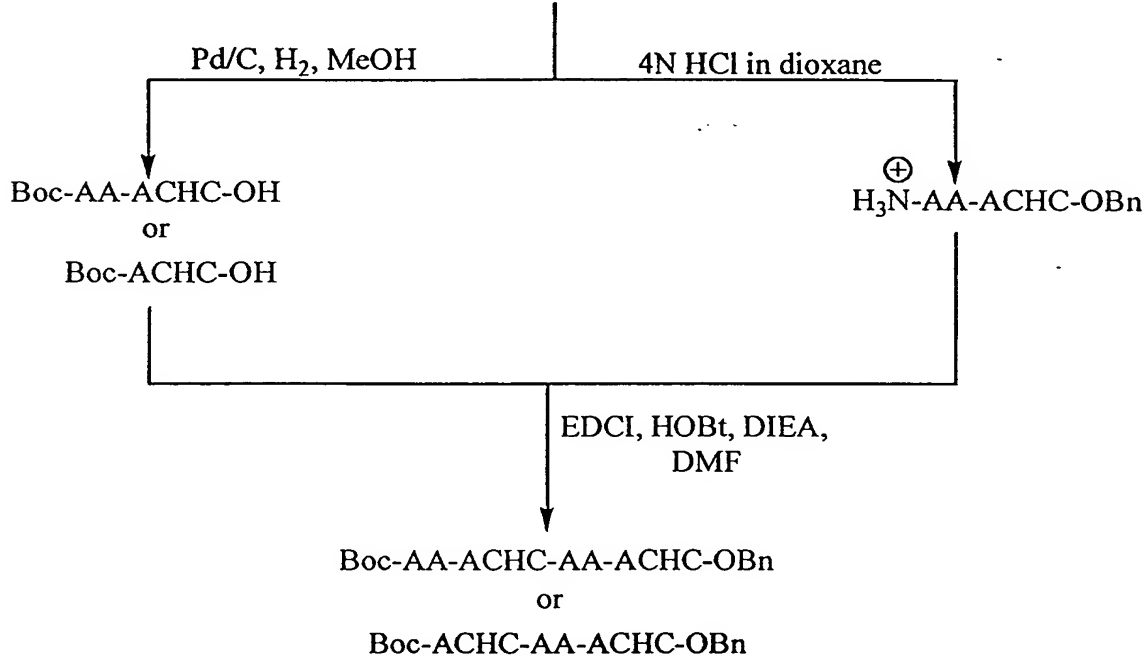 Pd/C, H₂, MeOH
4N HCl in dioxane
Boc-AA-ACHC-OH
or
Boc-ACHC-OH
⊕
H₃N-AA-ACHC-OBn
EDCI, HOBt, DIEA,
DMF
Boc-AA-ACHC-AA-ACHC-OBn
or
Boc-ACHC-AA-ACHC-OBn